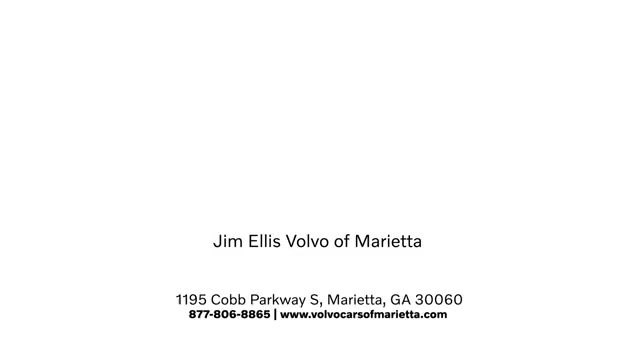 Jim Ellis Volvo of Marietta
1195 Cobb Parkway S, Marietta, GA 30060
877-806-8865 | www.volvocarsofmarietta.com